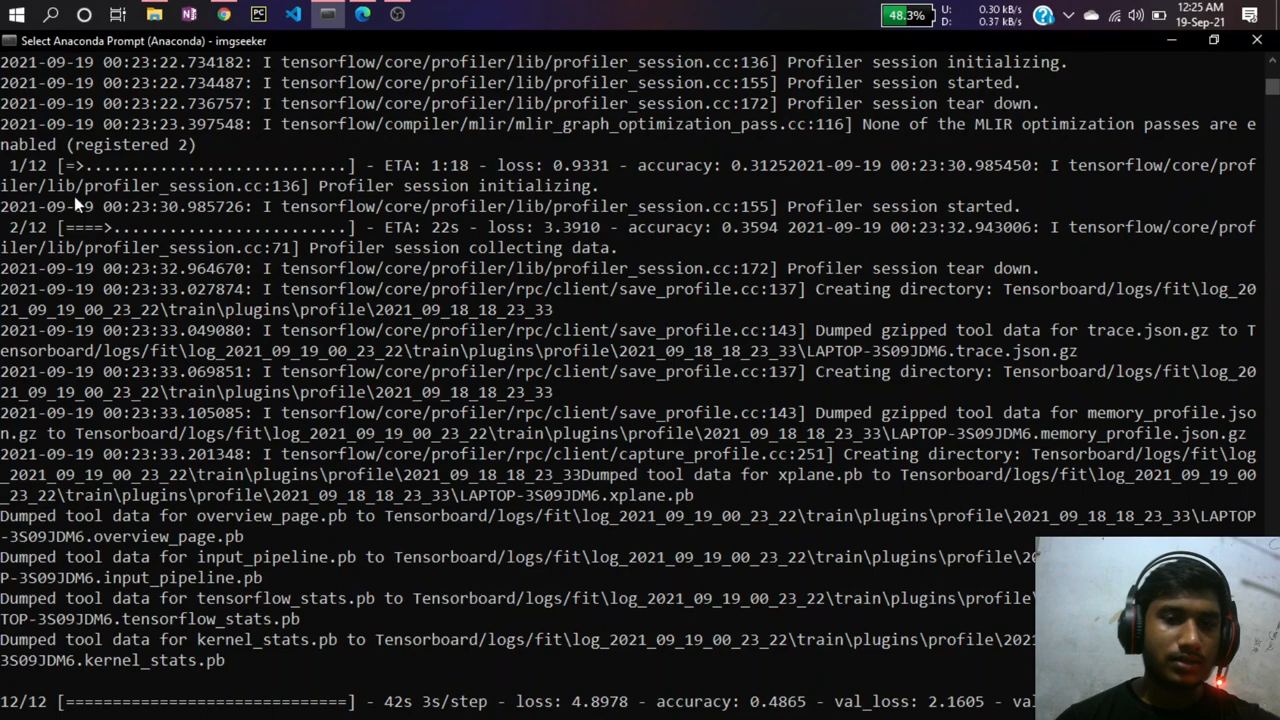 48.3%
U: 0.30 kB/s
D: 0.37 kB/s
12:25 AM
19-Sep-21
Select Anaconda Prompt (Anaconda) - imgseeker
2021-09-19 00:23:22.734182: I tensorflow/core/profiler/lib/profiler_session.cc:136] Profiler session initializing.
2021-09-19 00:23:22.734487: I tensorflow/core/profiler/lib/profiler_session.cc:155] Profiler session started.
2021-09-19 00:23:22.736757: I tensorflow/core/profiler/lib/profiler_session.cc:172] Profiler session tear down.
2021-09-19 00:23:23.397548: I tensorflow/compiler/mlir/mlir_graph_optimization_pass.cc:116] None of the MLIR optimization passes are e
nabled (registered 2)
1/12 [=>............................] - ETA: 1:18 - loss: 0.9331 - accuracy: 0.31252021-09-19 00:23:30.985450: I tensorflow/core/prof
iler/lib/profiler_session.cc:136] Profiler session initializing.
2021-09-19 00:23:30.985726: I tensorflow/core/profiler/lib/profiler_session.cc:155] Profiler session started.
2/12 [====>.........................] - ETA: 22s - loss: 3.3910 - accuracy: 0.3594 2021-09-19 00:23:32.943006: I tensorflow/core/prof
iler/lib/profiler_session.cc:71] Profiler session collecting data.
2021-09-19 00:23:32.964670: I tensorflow/core/profiler/lib/profiler_session.cc:172] Profiler session tear down.
2021-09-19 00:23:33.027874: I tensorflow/core/profiler/rpc/client/save_profile.cc:137] Creating directory: Tensorboard/logs/fit\log_20
21_09_19_00_23_22\train\plugins\profile\2021_09_18_18_23_33
2021-09-19 00:23:33.049080: I tensorflow/core/profiler/rpc/client/save_profile.cc:143] Dumped gzipped tool data for trace.json.gz to T
ensorboard/logs/fit\log_2021_09_19_00_23_22\train\plugins\profile\2021_09_18_18_23_33\LAPTOP-3S09JDM6.trace.json.gz
2021-09-19 00:23:33.069851: I tensorflow/core/profiler/rpc/client/save_profile.cc:137] Creating directory: Tensorboard/logs/fit\log_20
21_09_19_00_23_22\train\plugins\profile\2021_09_18_18_23_33
2021-09-19 00:23:33.105085: I tensorflow/core/profiler/rpc/client/save_profile.cc:143] Dumped gzipped tool data for memory_profile.jso
n.gz to Tensorboard/logs/fit\log_2021_09_19_00_23_22\train\plugins\profile\2021_09_18_18_23_33\LAPTOP-3S09JDM6.memory_profile.json.gz
2021-09-19 00:23:33.201348: I tensorflow/core/profiler/rpc/client/capture_profile.cc:251] Creating directory: Tensorboard/logs/fit\log
_2021_09_19_00_23_22\train\plugins\profile\2021_09_18_18_23_33Dumped tool data for xplane.pb to Tensorboard/logs/fit\log_2021_09_19_00
_23_22\train\plugins\profile\2021_09_18_18_23_33\LAPTOP-3S09JDM6.xplane.pb
Dumped tool data for overview_page.pb to Tensorboard/logs/fit\log_2021_09_19_00_23_22\train\plugins\profile\2021_09_18_18_23_33\LAPTOP
-3S09JDM6.overview_page.pb
Dumped tool data for input_pipeline.pb to Tensorboard/logs/fit\log_2021_09_19_00_23_22\train\plugins\profile\20
P-3S09JDM6.input_pipeline.pb
Dumped tool data for tensorflow_stats.pb to Tensorboard/logs/fit\log_2021_09_19_00_23_22\train\plugins\profile\
TOP-3S09JDM6.tensorflow_stats.pb
Dumped tool data for kernel_stats.pb to Tensorboard/logs/fit\log_2021_09_19_00_23_22\train\plugins\profile\2021
3S09JDM6.kernel_stats.pb
12/12 [==============================] - 42s 3s/step - loss: 4.8978 - accuracy: 0.4865 - val_loss: 2.1605 - val